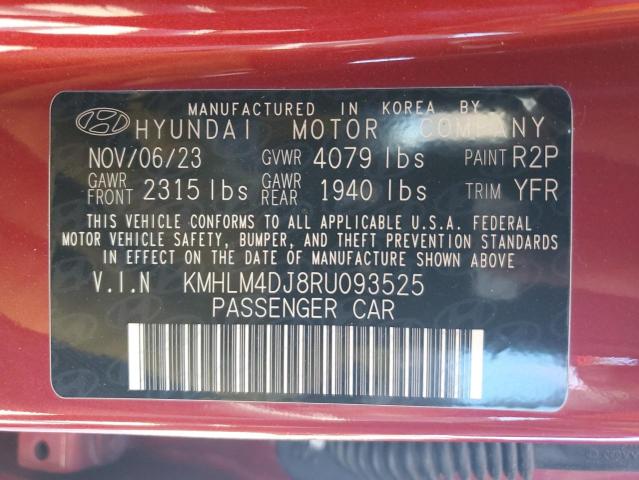 MANUFACTURED IN KOREA BY
HYUNDAI MOTOR COMPANY
NOV/06/23 GVWR 4079 lbs PAINT R2P
GAWR FRONT 2315 lbs GAWR REAR 1940 lbs TRIM YFR
THIS VEHICLE CONFORMS TO ALL APPLICABLE U.S.A. FEDERAL
MOTOR VEHICLE SAFETY, BUMPER, AND THEFT PREVENTION STANDARDS
IN EFFECT ON THE DATE OF MANUFACTURE SHOWN ABOVE
V.I.N KMHLM4DJ8RU093525
PASSENGER CAR